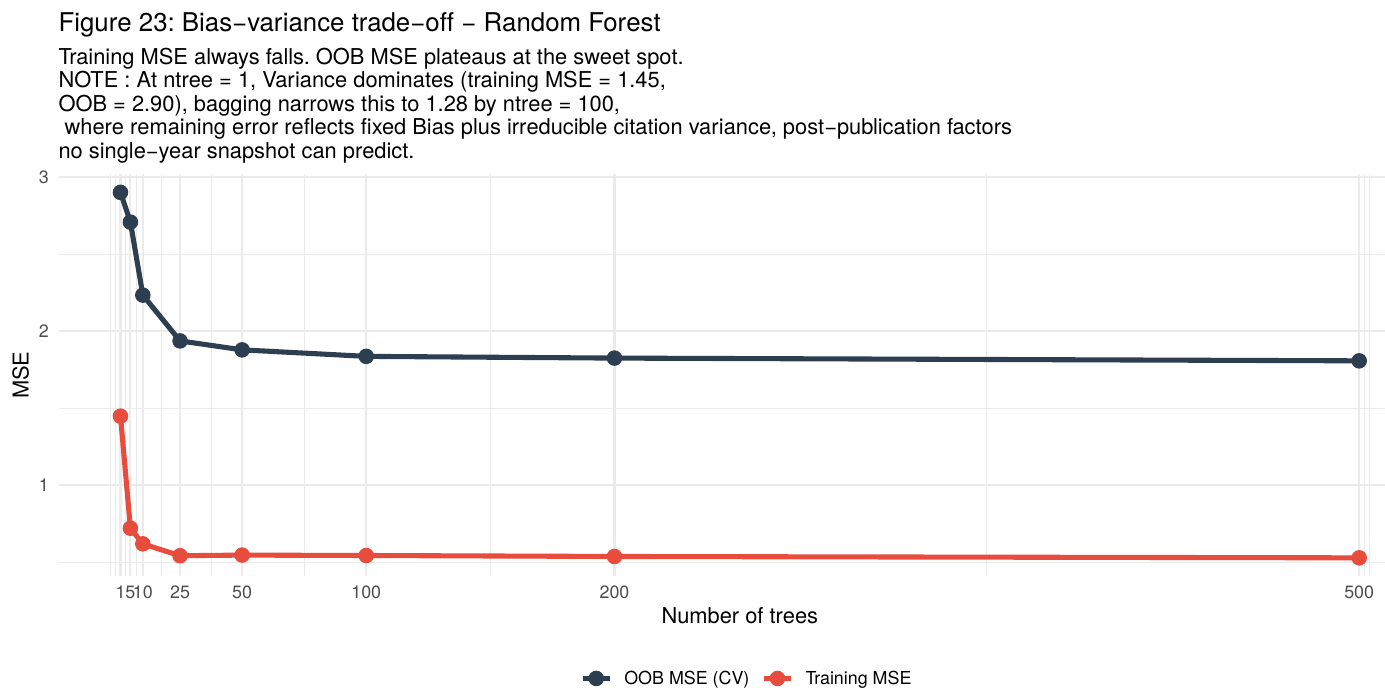 Figure 23: Bias−variance trade−off − Random Forest
Training MSE always falls. OOB MSE plateaus at the sweet spot.
NOTE : At ntree = 1, Variance dominates (training MSE = 1.45,
OOB = 2.90), bagging narrows this to 1.28 by ntree = 100,
where remaining error reflects fixed Bias plus irreducible citation variance, post−publication factors
no single−year snapshot can predict.
3
2
1
MSE
1 5 10 25 50 100 200 500
Number of trees
OOB MSE (CV) Training MSE